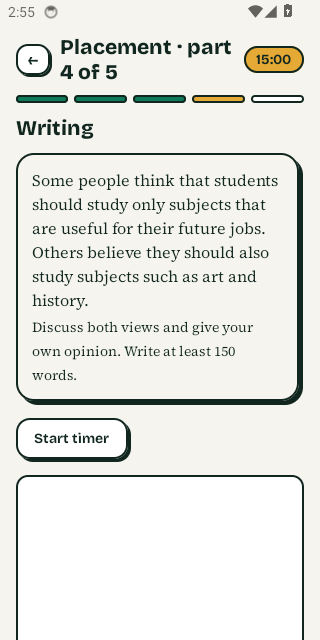 2:55
Placement · part
4 of 5
15:00
Writing
Some people think that students
should study only subjects that
are useful for their future jobs.
Others believe they should also
study subjects such as art and
history.
Discuss both views and give your
own opinion. Write at least 150
words.
Start timer